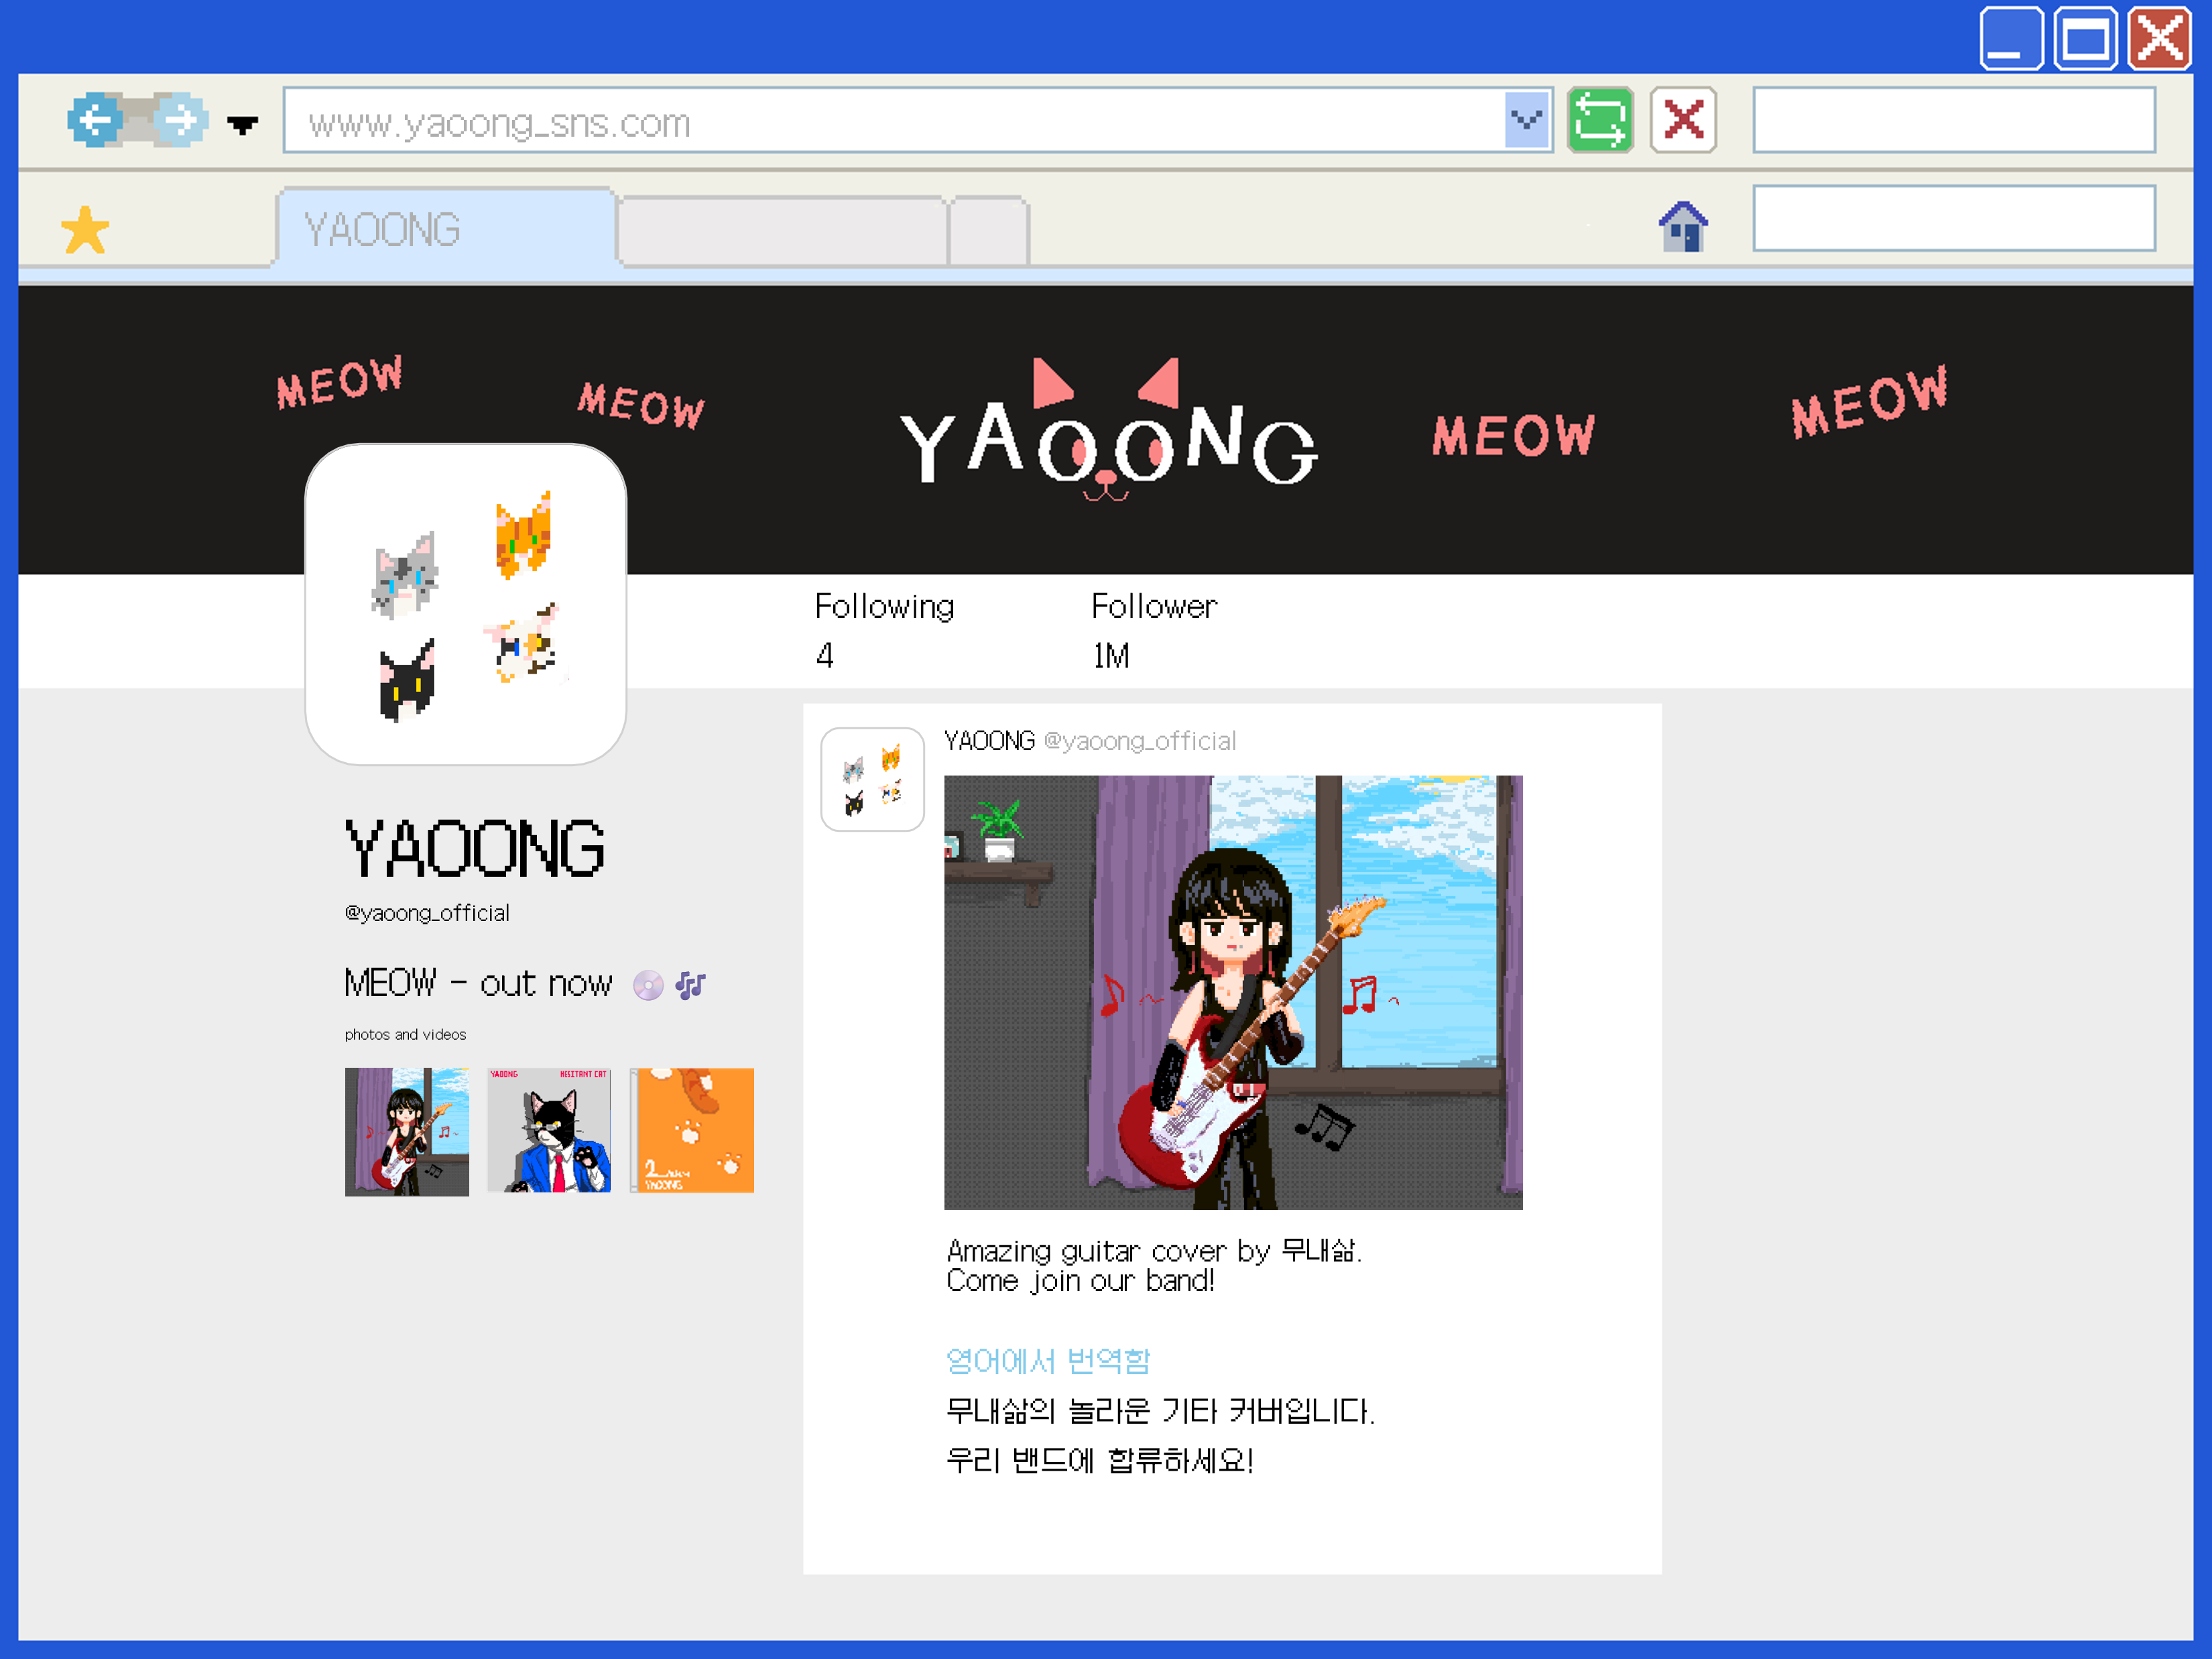 www.yaoong_sns.com
YAOONG
MEOW
MEOW
YAOONG
MEOW
MEOW
Following
Follower
4
1M
YAOONG
@yaoong_official
MEOW - out now
photos and videos
YAOONG
HESITANT CAT
YAOONG
YAOONG @yaoong_official
Amazing guitar cover by 무내삶.
Come join our band!
영어에서 번역함
무내삶의 놀라운 기타 커버입니다.
우리 밴드에 합류하세요!